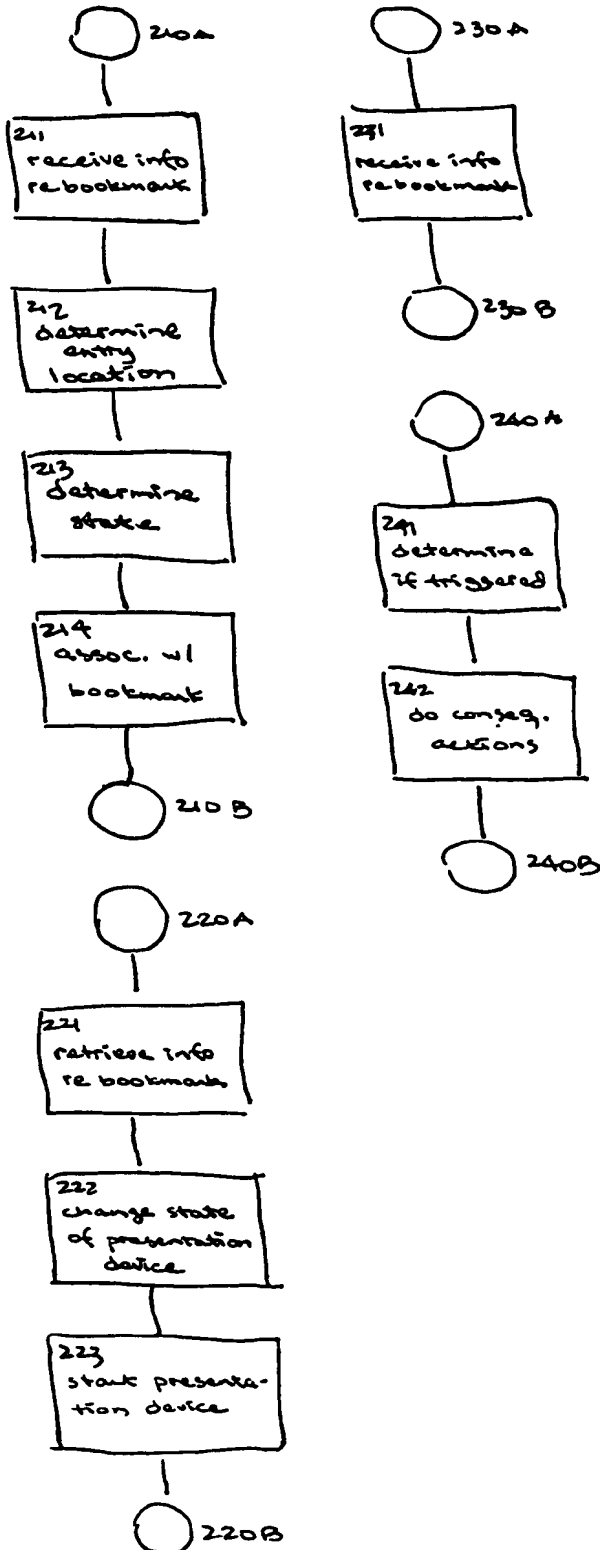 210A
211
receive info
re bookmark
212
determine
entry
location
213
determine
state
214
assoc. w/
bookmark
210B
220A
221
retrieve info
re bookmark
222
change state
of presentation
device
223
start presenta-
tion device
220B
230A
231
receive info
re bookmark
230B
240A
241
determine
if triggered
242
do conseq.
actions
240B